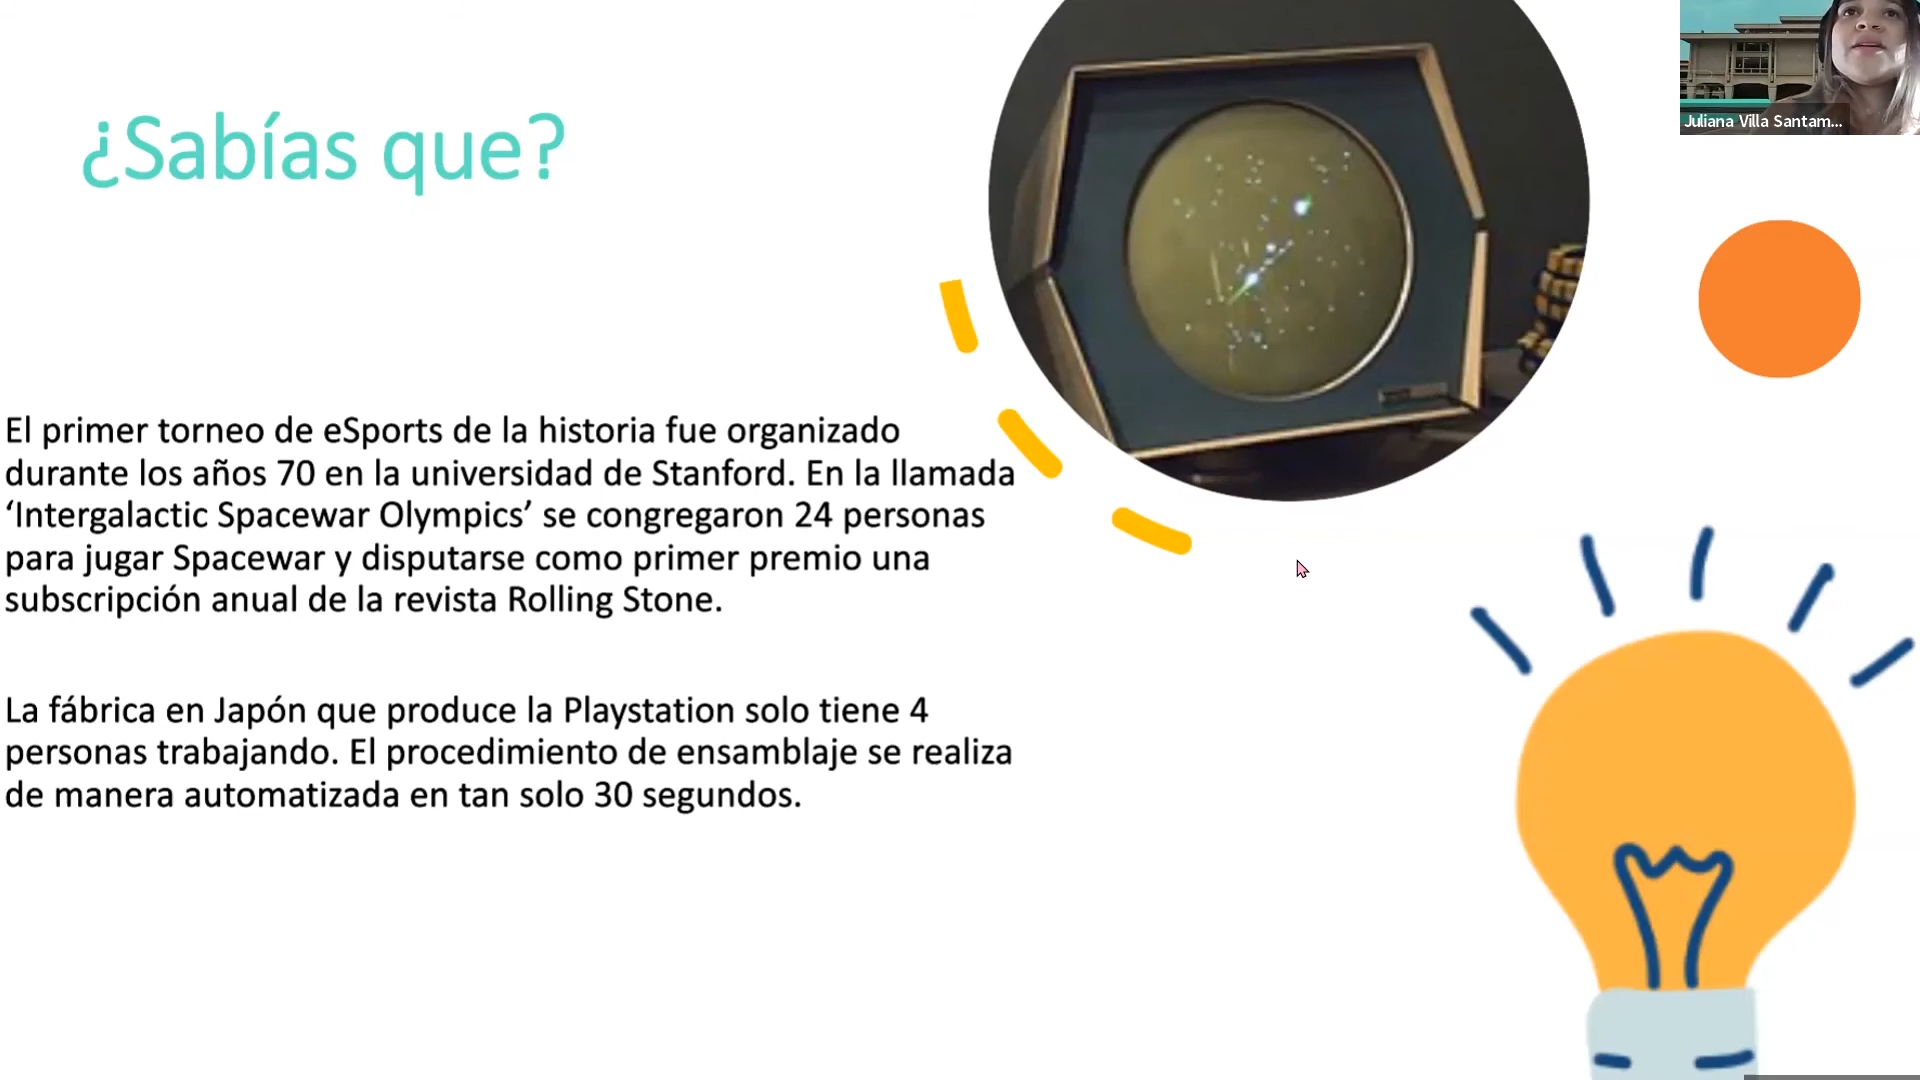 ¿Sabías que?
Juliana Villa Santam...
El primer torneo de eSports de la historia fue organizado
durante los años 70 en la universidad de Stanford. En la llamada
‘Intergalactic Spacewar Olympics’ se congregaron 24 personas
para jugar Spacewar y disputarse como primer premio una
subscripción anual de la revista Rolling Stone.
La fábrica en Japón que produce la Playstation solo tiene 4
personas trabajando. El procedimiento de ensamblaje se realiza
de manera automatizada en tan solo 30 segundos.